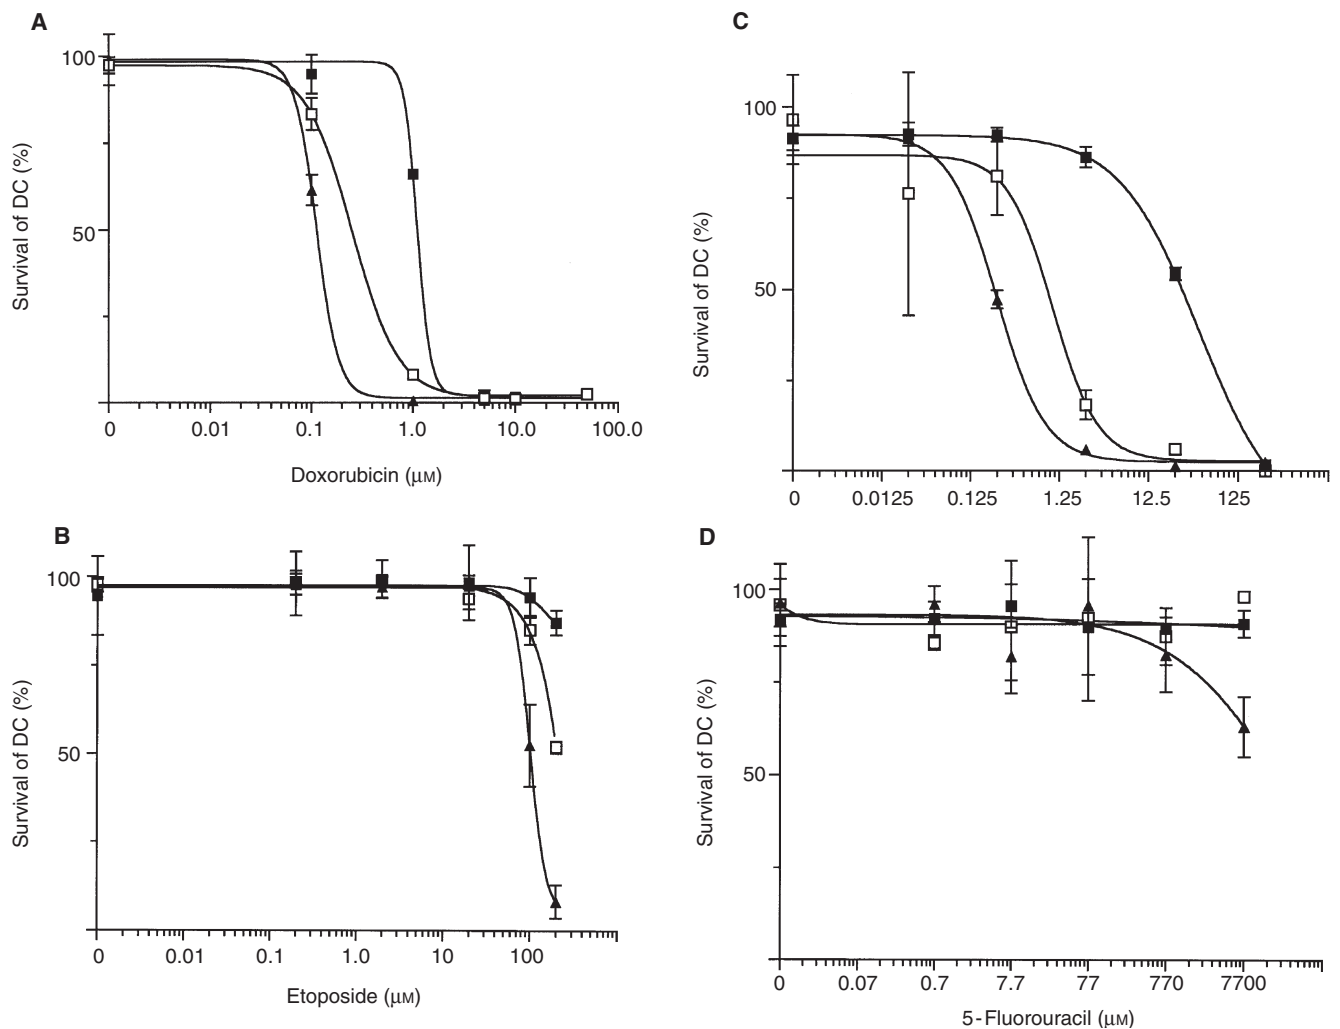 A
Survival of DC (%)
100
50
0 0.01 0.1 1.0 10.0 100.0
Doxorubicin (μM)
C
Survival of DC (%)
100
50
0 0.0125 0.125 1.25 12.5 125
B
Survival of DC (%)
100
50
0 0.01 0.1 1.0 10 100
Etoposide (μM)
D
Survival of DC (%)
100
50
0 0.07 0.7 7.7 77 770 7700
5-Fluorouracil (μM)